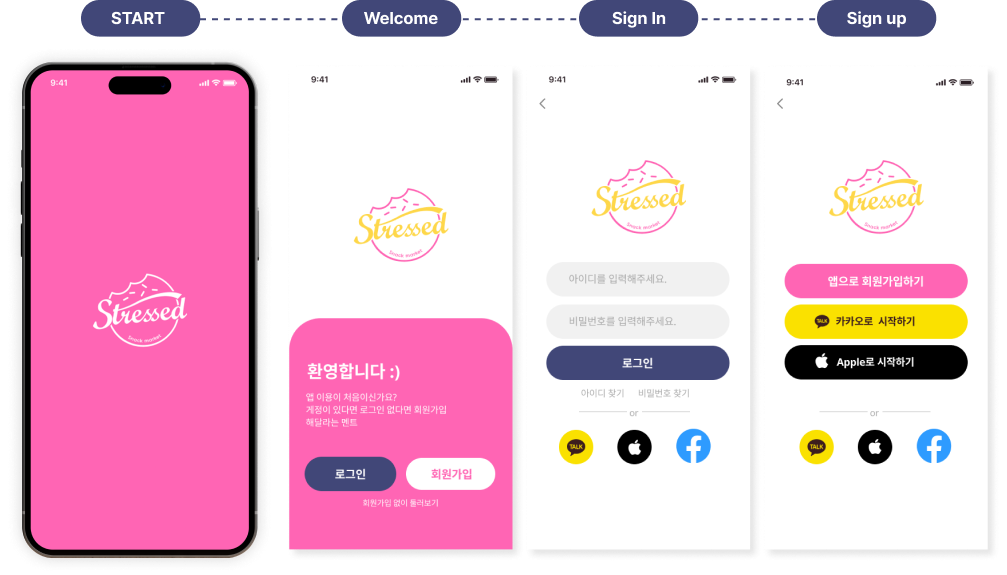 START
Welcome
Sign In
Sign up
9:41
Stressed
Snack market
9:41
Stressed
Snack market
환영합니다 :)
앱 이용이 처음이신가요?
계정이 있다면 로그인 없다면 회원가입
해달라는 멘트
로그인
회원가입
회원가입 없이 둘러보기
9:41
Stressed
Snack market
아이디를 입력해주세요.
비밀번호를 입력해주세요.
로그인
아이디 찾기
비밀번호 찾기
or
TALK
9:41
Stressed
Snack market
앱으로 회원가입하기
TALK 카카오로 시작하기
Apple로 시작하기
or
TALK